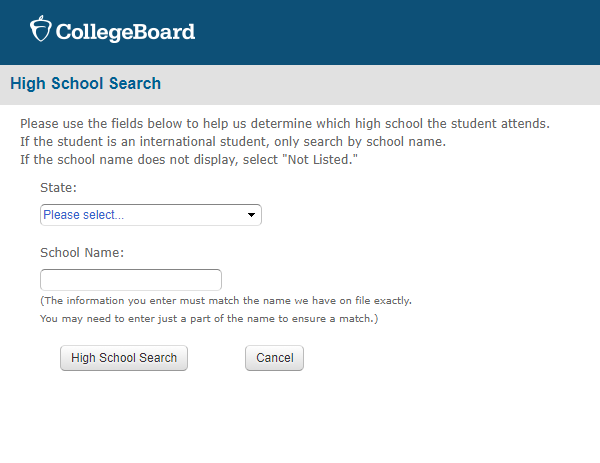 CollegeBoard
High School Search
Please use the fields below to help us determine which high school the student attends.
If the student is an international student, only search by school name.
If the school name does not display, select "Not Listed."
State:
Please select...
School Name:
(The information you enter must match the name we have on file exactly.
You may need to enter just a part of the name to ensure a match.)
High School Search Cancel